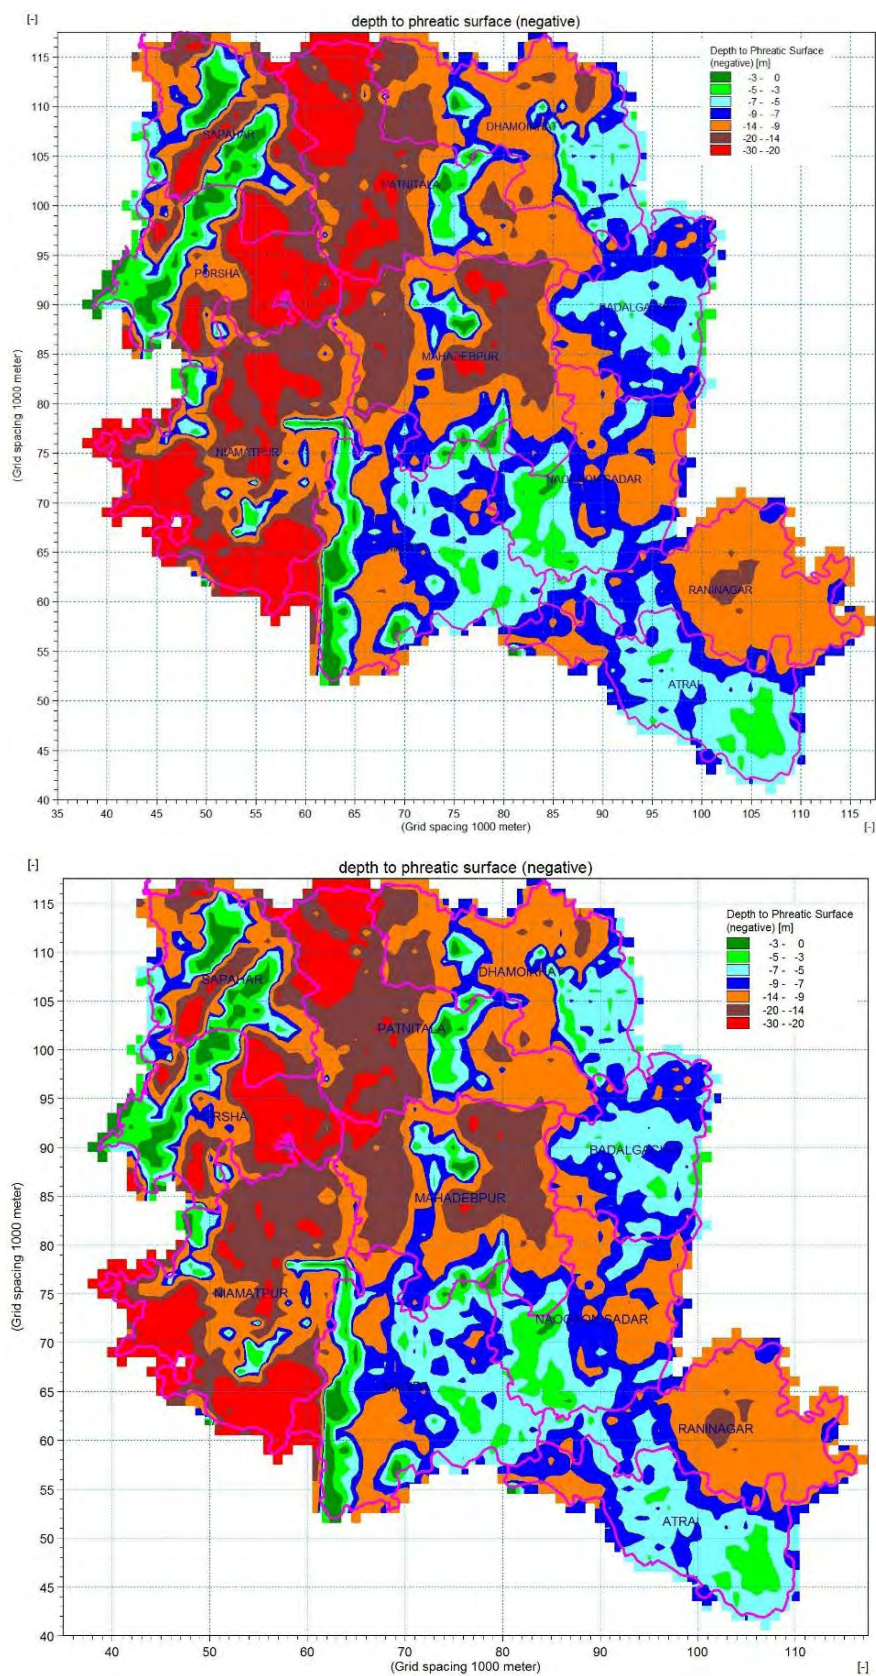 [-]
depth to phreatic surface (negative)
115
110
105
100
95
90
85
80
75
70
65
60
55
50
45
40
(Grid spacing 1000 meter)
Depth to Phreatic Surface
(negative) [m]
-3 - 0
-5 - -3
-7 - -5
-9 - -7
-14 - -9
-20 - -14
-30 - -20
SAPAHAR
PORSHA
MAHADEBPUR
NIAMATPUR
RANINAGAR
35 40 45 50 55 60 65 70 75 80 85 90 95 100 105 110 115
(Grid spacing 1000 meter)
[-]
[-]
depth to phreatic surface (negative)
115
110
105
100
95
90
85
80
75
70
65
60
55
50
45
40
(Grid spacing 1000 meter)
Depth to Phreatic Surface
(negative) [m]
-3 - 0
-5 - -3
-7 - -5
-9 - -7
-14 - -9
-20 - -14
-30 - -20
SAPAHAR
PATNITALA
MAHADEBPUR
NIAMATPUR
RANINAGAR
40 50 60 70 80 90 100 110
(Grid spacing 1000 meter)
[-]